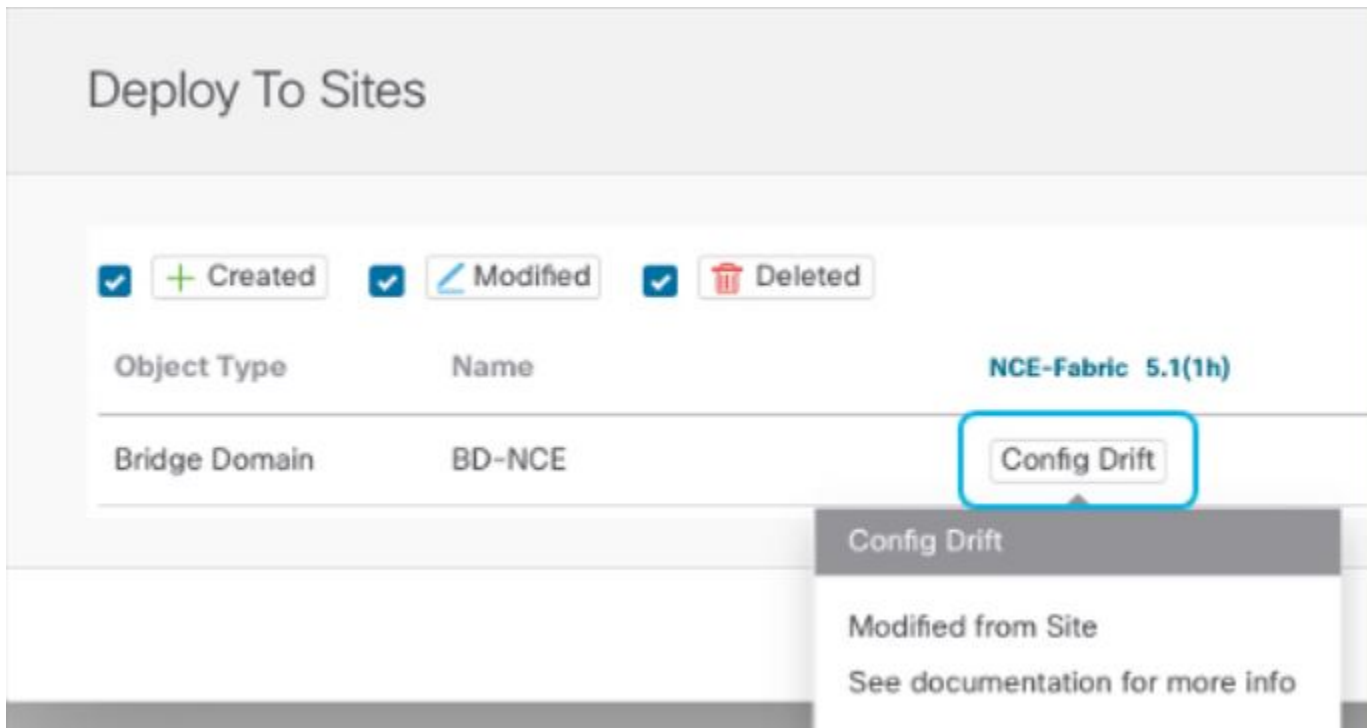 Deploy To Sites
Created Modified Deleted
Object Type Name NCE-Fabric 5.1(1h)
Bridge Domain BD-NCE Config Drift
Config Drift
Modified from Site
See documentation for more info